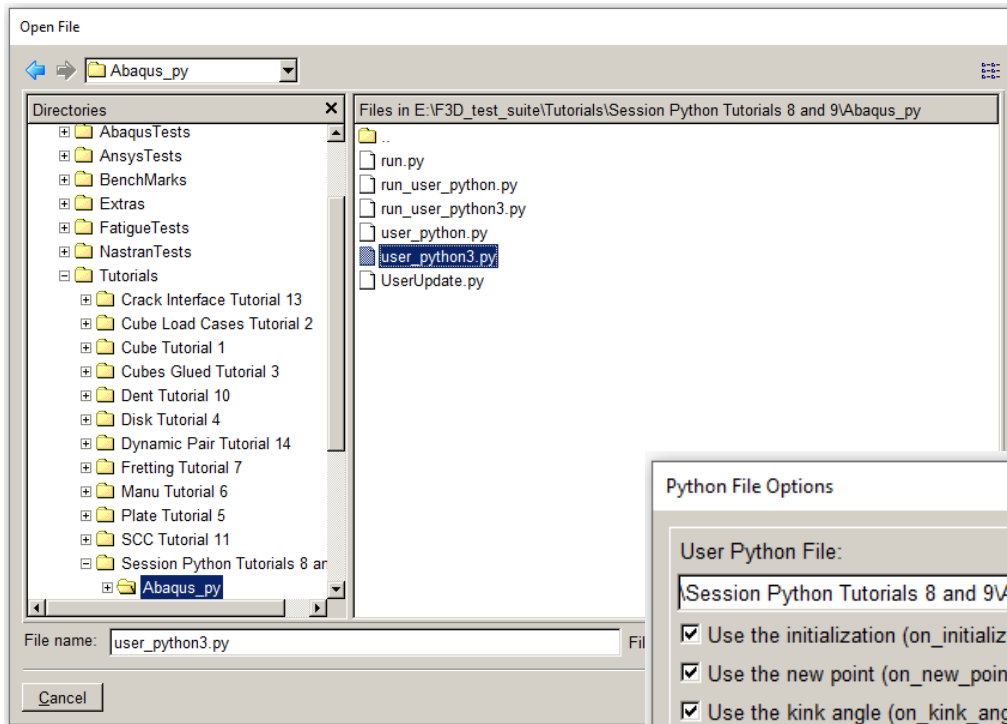 Open File
Abaqus_py
Directories
AbaqusTests
AnsysTests
BenchMarks
Extras
FatigueTests
NastranTests
Tutorials
Crack Interface Tutorial 13
Cube Load Cases Tutorial 2
Cube Tutorial 1
Cubes Glued Tutorial 3
Dent Tutorial 10
Disk Tutorial 4
Dynamic Pair Tutorial 14
Fretting Tutorial 7
Manu Tutorial 6
Plate Tutorial 5
SCC Tutorial 11
Session Python Tutorials 8 ar
Abaqus_py
Files in E:\F3D_test_suite\Tutorials\Session Python Tutorials 8 and 9\Abaqus_py
..
run.py
run_user_python.py
run_user_python3.py
user_python.py
user_python3.py
UserUpdate.py
File name: user_python3.py Fil
Cancel
Python File Options
User Python File:
\Session Python Tutorials 8 and 9\A
Use the initialization (on_initializ
Use the new point (on_new_poin
Use the kink angle (on_kink_ang